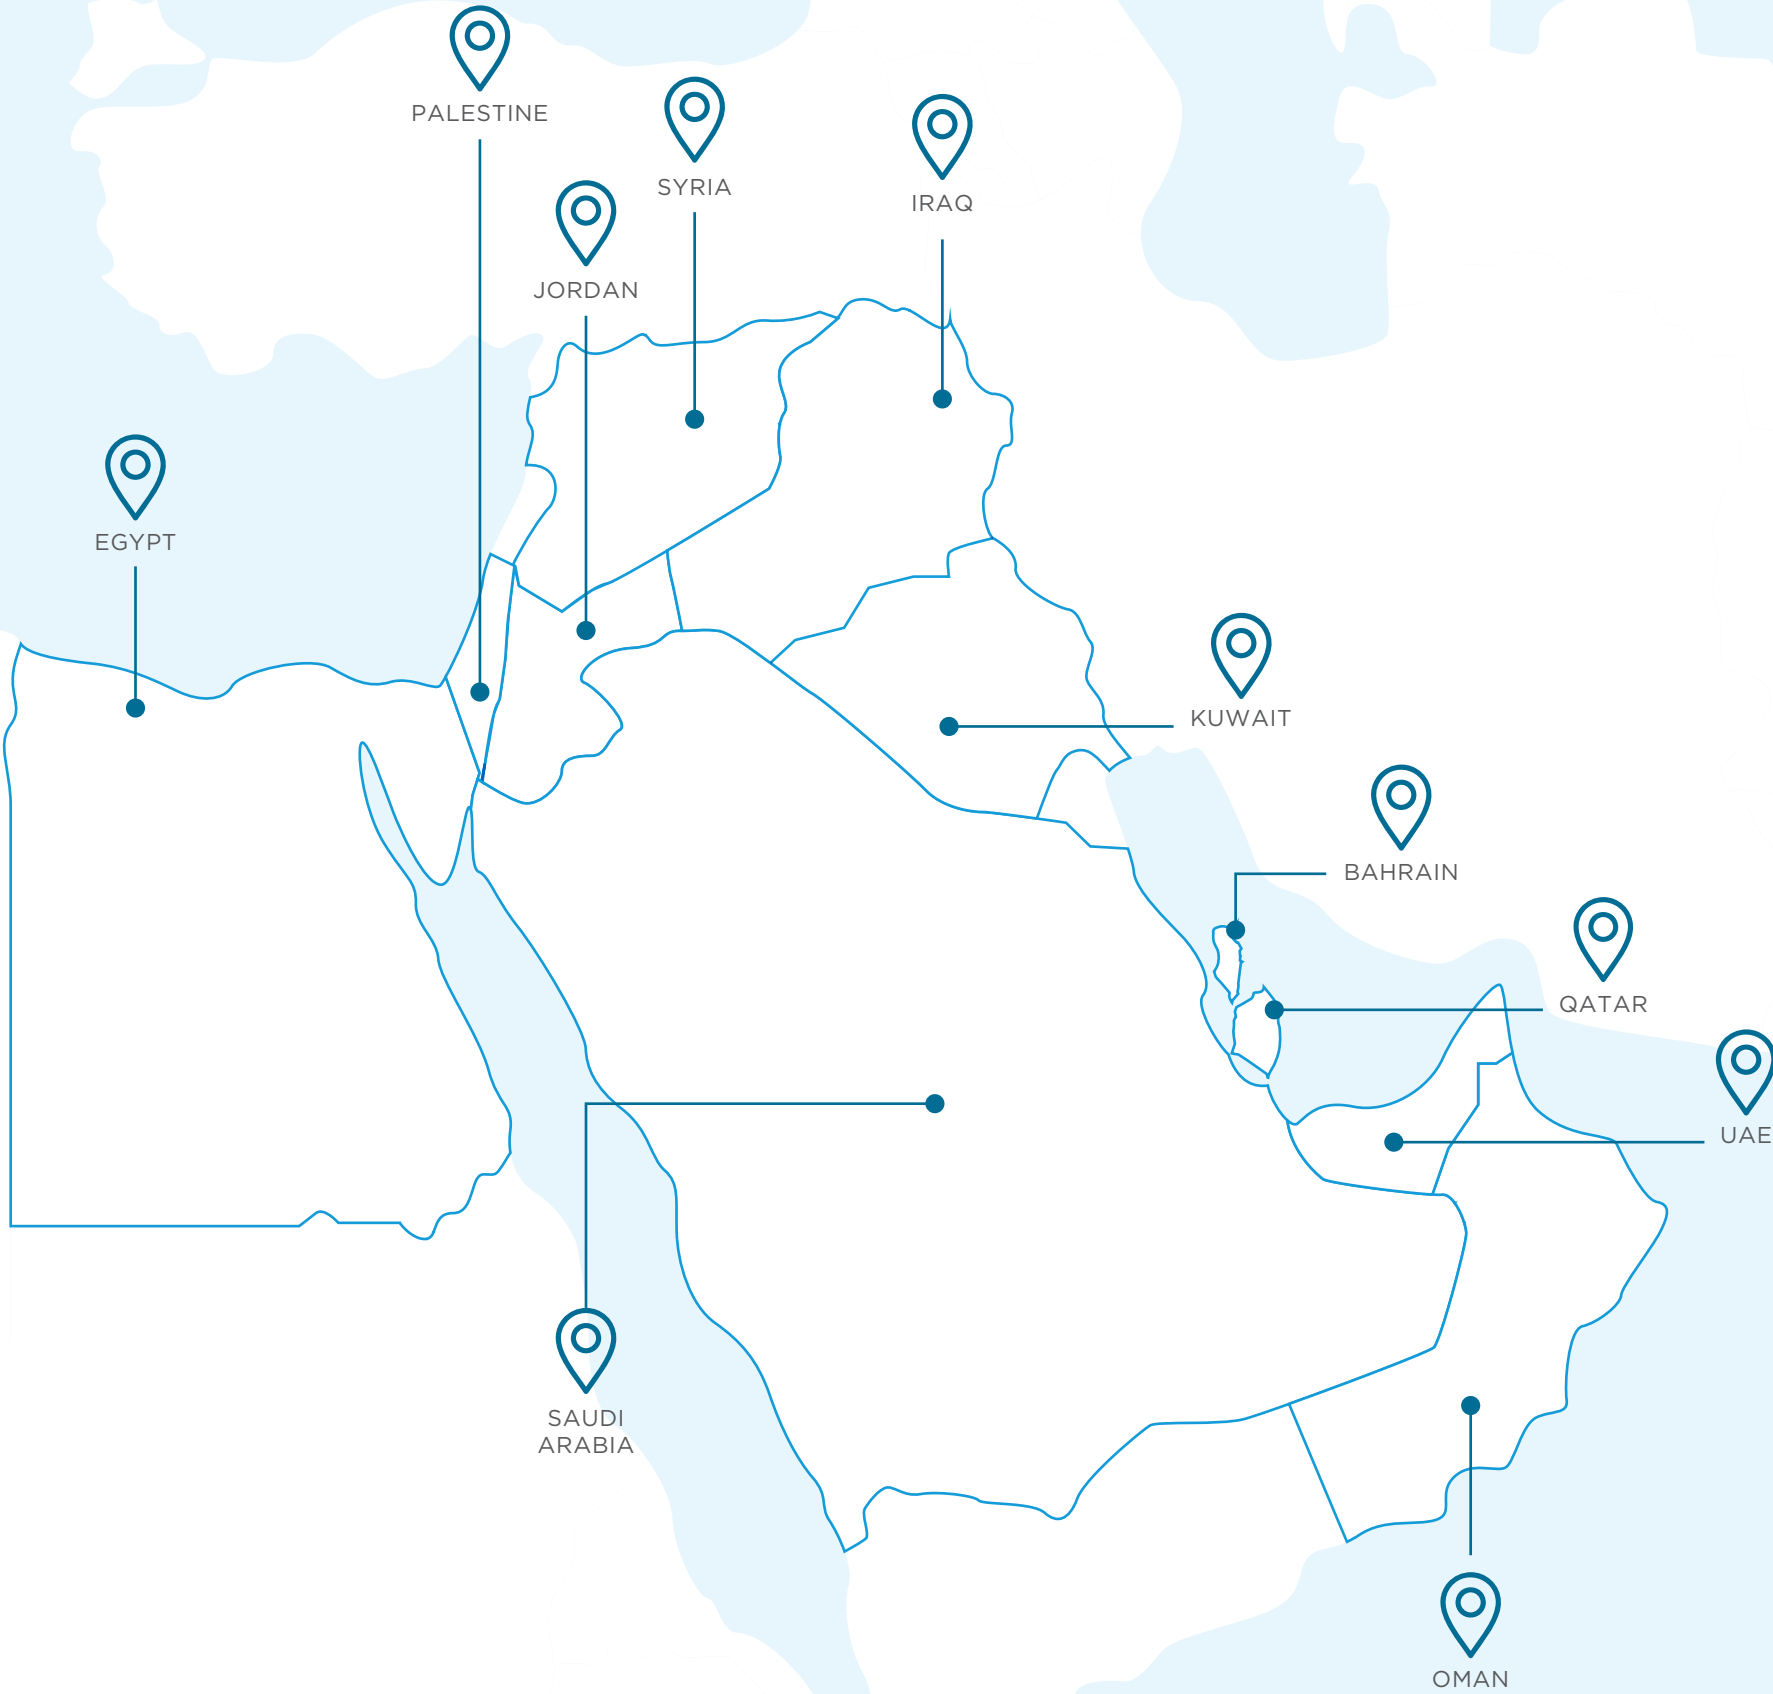 PALESTINE
SYRIA
IRAQ
JORDAN
EGYPT
KUWAIT
BAHRAIN
QATAR
UAE
SAUDI
ARABIA
OMAN